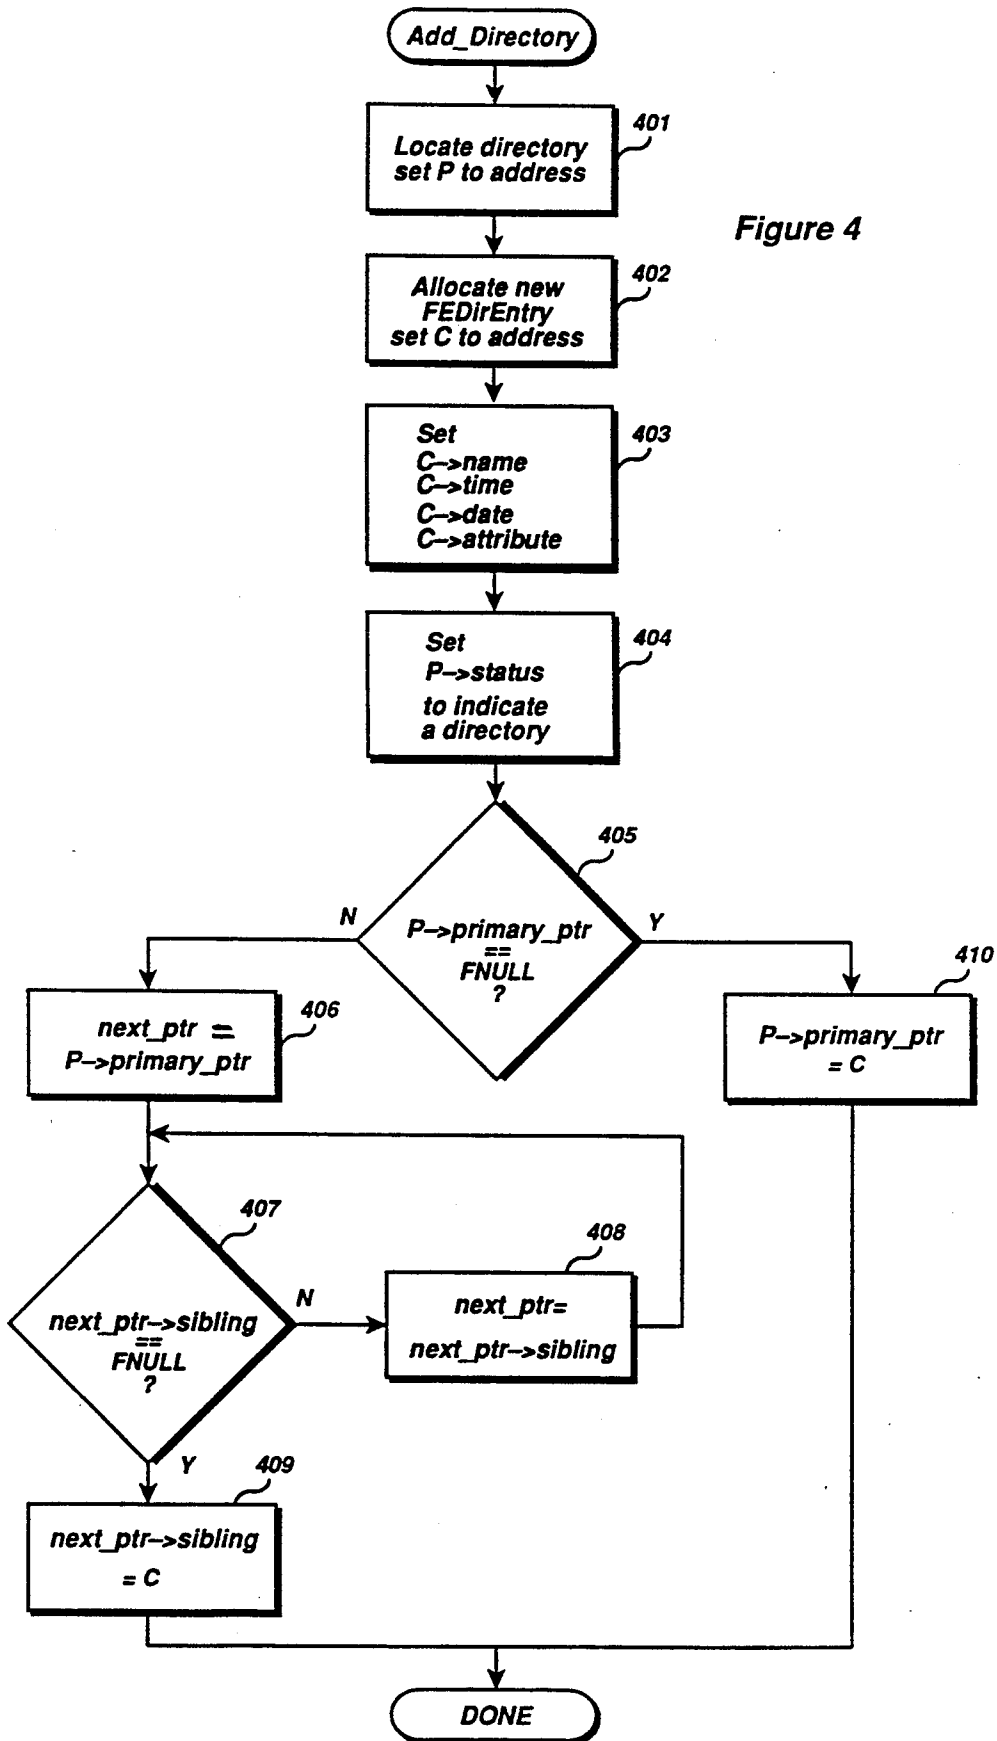 Add_Directory
401
Locate directory
set P to address
Figure 4
402
Allocate new
FEDirEntry
set C to address
403
Set
C–>name
C–>time
C–>date
C–>attribute
404
Set
P–>status
to indicate
a directory
405
N
Y
P–>primary_ptr
==
FNULL
?
410
406
next_ptr =
P–>primary_ptr
P–>primary_ptr
= C
407
408
N
next_ptr=
next_ptr–>sibling
next_ptr–>sibling
==
FNULL
?
Y
409
next_ptr–>sibling
= C
DONE